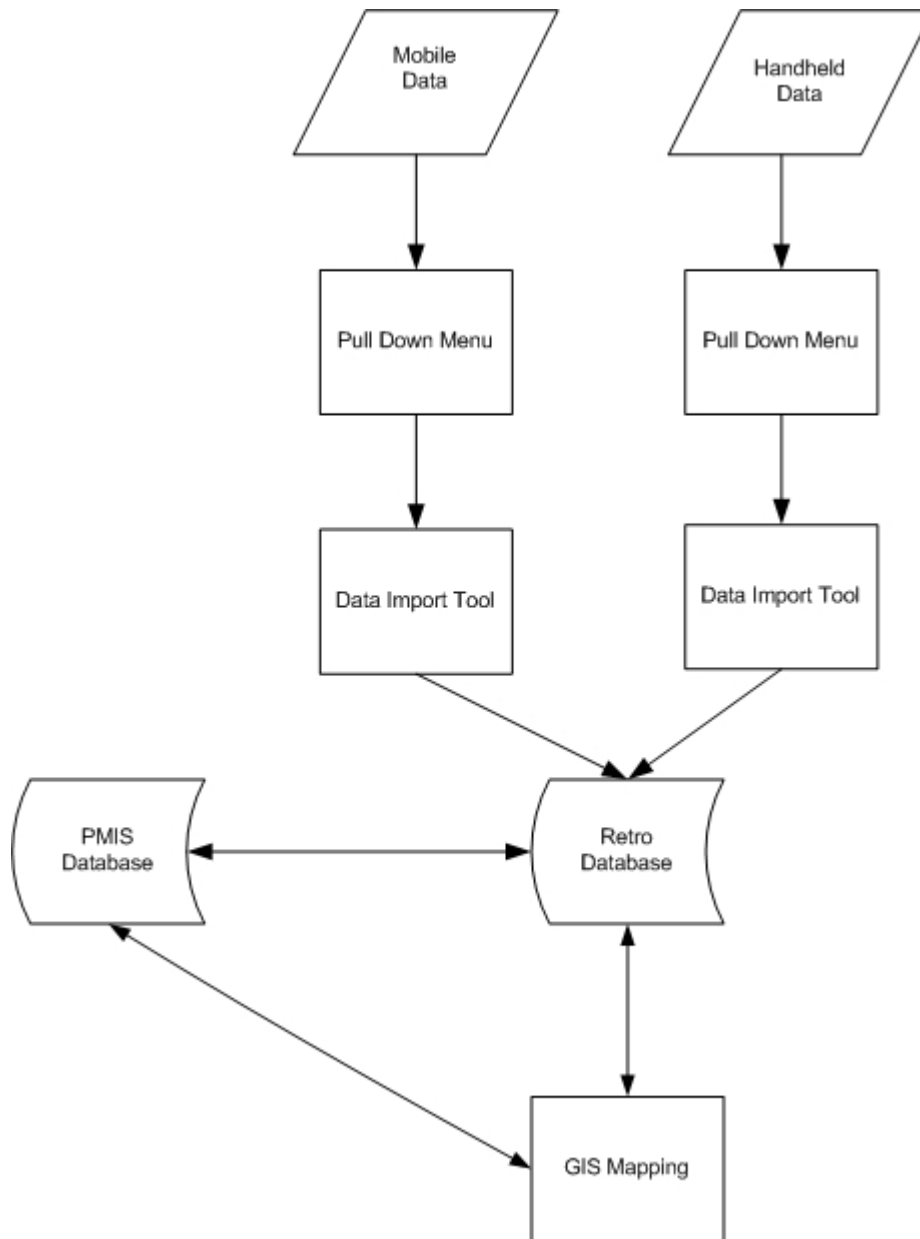 Mobile
Data
Handheld
Data
Pull Down Menu
Pull Down Menu
Data Import Tool
Data Import Tool
PMIS
Database
Retro
Database
GIS Mapping